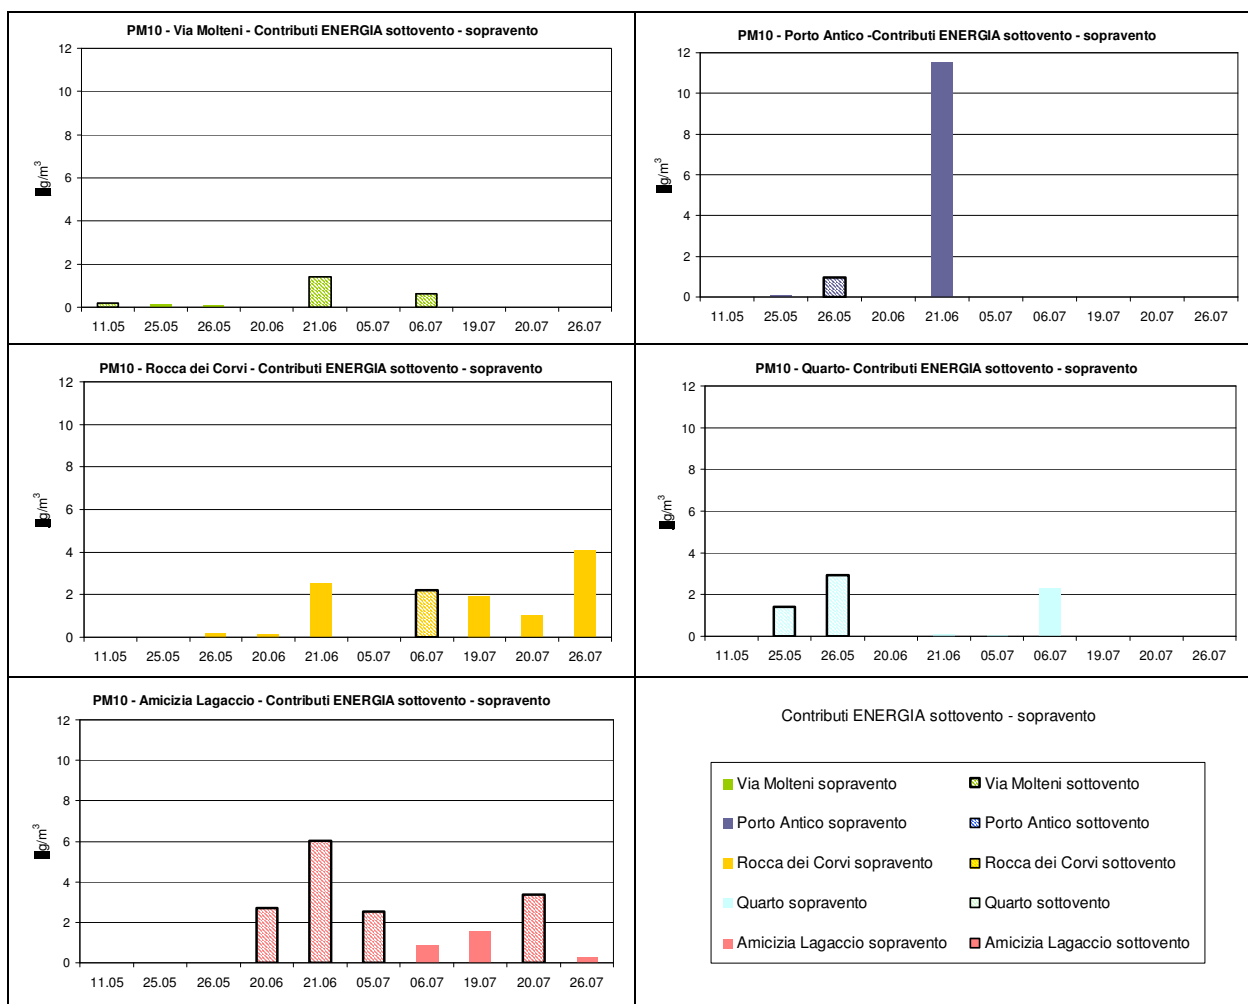 PM10 - Via Molteni - Contributi ENERGIA sottovento - sopravento
12
10
8
6
4
2
0
g/m³
11.05 25.05 26.05 20.06 21.06 05.07 06.07 19.07 20.07 26.07
PM10 - Porto Antico -Contributi ENERGIA sottovento - sopravento
12
10
8
6
4
2
0
g/m³
11.05 25.05 26.05 20.06 21.06 05.07 06.07 19.07 20.07 26.07
PM10 - Rocca dei Corvi - Contributi ENERGIA sottovento - sopravento
12
10
8
6
4
2
0
g/m³
11.05 25.05 26.05 20.06 21.06 05.07 06.07 19.07 20.07 26.07
PM10 - Quarto- Contributi ENERGIA sottovento - sopravento
12
10
8
6
4
2
0
g/m³
11.05 25.05 26.05 20.06 21.06 05.07 06.07 19.07 20.07 26.07
PM10 - Amicizia Lagaccio - Contributi ENERGIA sottovento - sopravento
12
10
8
6
4
2
0
g/m³
11.05 25.05 26.05 20.06 21.06 05.07 06.07 19.07 20.07 26.07
Contributi ENERGIA sottovento - sopravento
Via Molteni sopravento Via Molteni sottovento
Porto Antico sopravento Porto Antico sottovento
Rocca dei Corvi sopravento Rocca dei Corvi sottovento
Quarto sopravento Quarto sottovento
Amicizia Lagaccio sopravento Amicizia Lagaccio sottovento